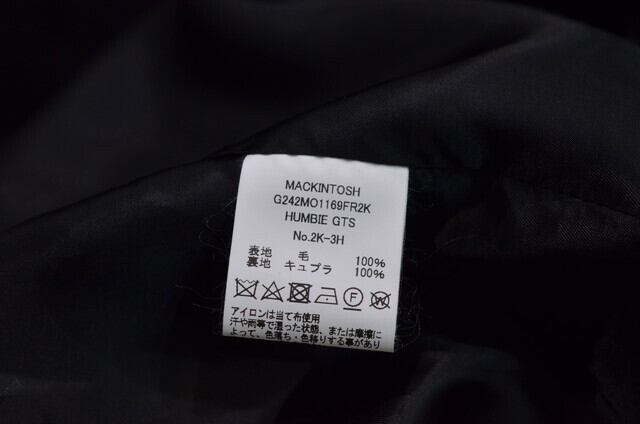 MACKINTOSH
G242MO1169FR2K
HUMBIE GTS
No.2K-3H
表地 毛 100%
裏地 キュプラ 100%
F W
アイロンは当て布使用
汗や雨等で湿った状態、または摩擦に
よって、色落ち・色移りする事があり